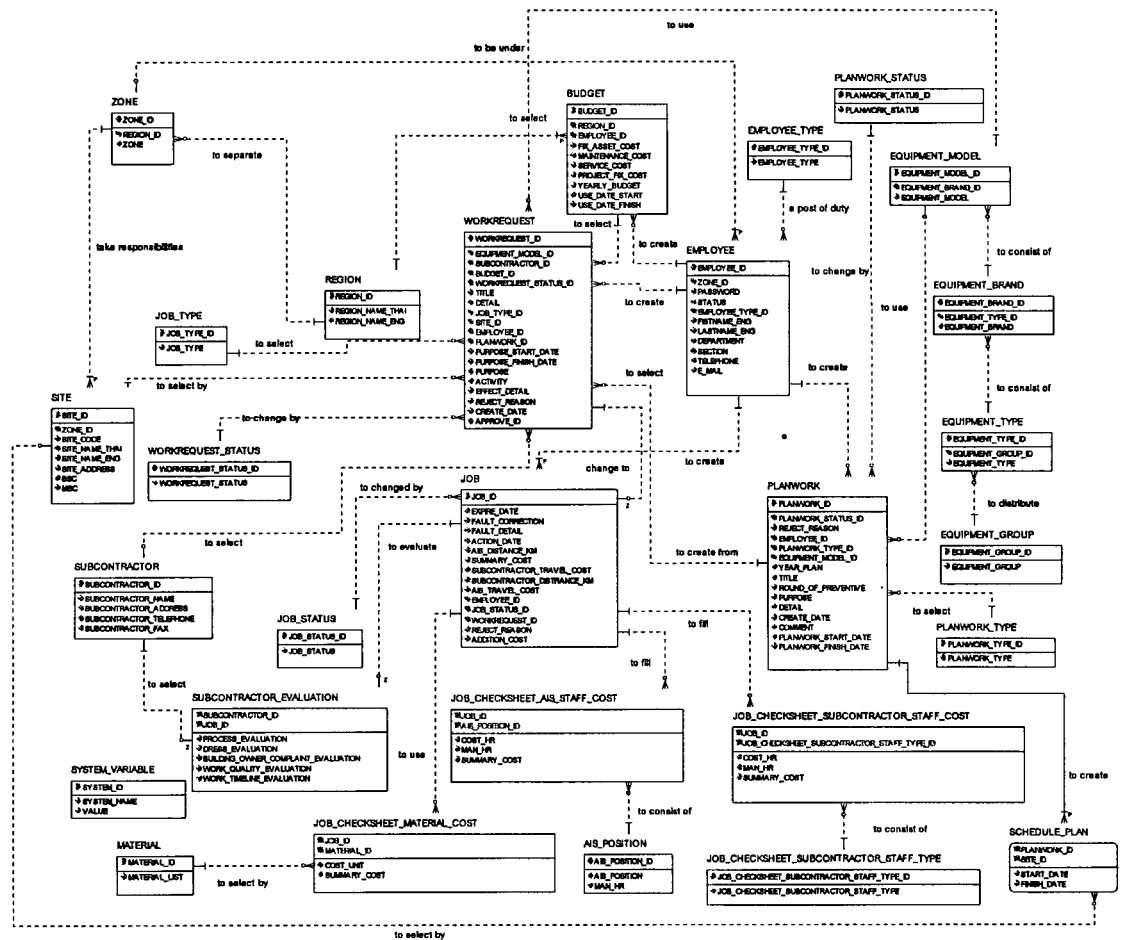 to use
to be under
PLANWORK_STATUS
PLANWORK_STATUS_ID
PLANWORK_STATUS
ZONE
ZONE_ID
REGION_ID
ZONE
BUDGET
BUDGET_ID
REGION_ID
EMPLOYEE_ID
FIX_ASSET_COST
MAINTENANCE_COST
SERVICE_COST
PROJECT_FIX_COST
YEARLY_BUDGET
USE_DATE_START
USE_DATE_FINISH
to select
to separate
EMPLOYEE_TYPE
EMPLOYEE_TYPE_ID
EMPLOYEE_TYPE
EQUIPMENT_MODEL
EQUIPMENT_MODEL_ID
EQUIPMENT_BRAND_ID
EQUIPMENT_MODEL
a post of duty
to select
to create
WORKREQUEST
WORKREQUEST_ID
EQUIPMENT_MODEL_ID
SUBCONTRACTOR_ID
BUDGET_ID
WORKREQUEST_STATUS_ID
TITLE
DETAIL
JOB_TYPE_ID
SITE_ID
EMPLOYEE_ID
PLANWORK_ID
PURPOSE_START_DATE
PURPOSE_FINISH_DATE
PURPOSE
ACTIVITY
EFFECT_DETAIL
REJECT_REASON
CREATE_DATE
APPROVE_ID
take responsibilities
EMPLOYEE
EMPLOYEE_ID
ZONE_ID
PASSWORD
STATUS
EMPLOYEE_TYPE_ID
FISTNAME_ENG
LASTNAME_ENG
DEPARTMENT
SECTION
TELEPHONE
E_MAIL
to create
to change by
to use
to consist of
EQUIPMENT_BRAND
EQUIPMENT_BRAND_ID
EQUIPMENT_TYPE_ID
EQUIPMENT_BRAND
REGION
REGION_ID
REGION_NAME_THAI
REGION_NAME_ENG
JOB_TYPE
JOB_TYPE_ID
JOB_TYPE
to select
to select by
to select
to create
to consist of
SITE
SITE_ID
ZONE_ID
SITE_CODE
SITE_NAME_THAI
SITE_NAME_ENG
SITE_ADDRESS
BSC
MSC
to change by
WORKREQUEST_STATUS
WORKREQUEST_STATUS_ID
WORKREQUEST_STATUS
EQUIPMENT_TYPE
EQUIPMENT_TYPE_ID
EQUIPMENT_GROUP_ID
EQUIPMENT_TYPE
change to
to create
to changed by
JOB
JOB_ID
EXPIRE_DATE
FAULT_CORRECTION
FAULT_DETAIL
ACTION_DATE
AIS_DISTANCE_KM
SUMMARY_COST
SUBCONTRACTOR_TRAVEL_COST
SUBCONTRACTOR_DISTRANCE_KM
AIS_TRAVEL_COST
EMPLOYEE_ID
JOB_STATUS_ID
WORKREQUEST_ID
REJECT_REASON
ADDITION_COST
PLANWORK
PLANWORK_ID
PLANWORK_STATUS_ID
REJECT_REASON
EMPLOYEE_ID
PLANWORK_TYPE_ID
EQUIPMENT_MODEL_ID
YEAR_PLAN
TITLE
ROUND_OF_PREVENTIVE
PURPOSE
DETAIL
CREATE_DATE
COMMENT
PLANWORK_START_DATE
PLANWORK_FINISH_DATE
to distribute
EQUIPMENT_GROUP
EQUIPMENT_GROUP_ID
EQUIPMENT_GROUP
to select
to evaluate
to create from
SUBCONTRACTOR
SUBCONTRACTOR_ID
SUBCONTRACTOR_NAME
SUBCONTRACTOR_ADDRESS
SUBCONTRACTOR_TELEPHONE
SUBCONTRACTOR_FAX
to select
PLANWORK_TYPE
PLANWORK_TYPE_ID
PLANWORK_TYPE
JOB_STATUS
JOB_STATUS_ID
JOB_STATUS
to fill
to fill
to select
SUBCONTRACTOR_EVALUATION
SUBCONTRACTOR_ID
JOB_ID
PROCESS_EVALUATION
DRESS_EVALUATION
BUILDING_OWNER_COMPLAINT_EVALUATION
WORK_QUALITY_EVALUATION
WORK_TIMELINE_EVALUATION
JOB_CHECKSHEET_AIS_STAFF_COST
JOB_ID
AIS_POSITION_ID
COST_HR
MAN_HR
SUMMARY_COST
JOB_CHECKSHEET_SUBCONTRACTOR_STAFF_COST
JOB_ID
JOB_CHECKSHEET_SUBCONTRACTOR_STAFF_TYPE_ID
COST_HR
MAN_HR
SUMMARY_COST
to use
to create
SYSTEM_VARIABLE
SYSTEM_ID
SYSTEM_NAME
VALUE
to consist of
to consist of
JOB_CHECKSHEET_MATERIAL_COST
JOB_ID
MATERIAL_ID
COST_UNIT
SUMMARY_COST
MATERIAL
MATERIAL_ID
MATERIAL_LIST
to select by
AIS_POSITION
AIS_POSITION_ID
AIS_POSITION
MAN_HR
JOB_CHECKSHEET_SUBCONTRACTOR_STAFF_TYPE
JOB_CHECKSHEET_SUBCONTRACTOR_STAFF_TYPE_ID
JOB_CHECKSHEET_SUBCONTRACTOR_STAFF_TYPE
SCHEDULE_PLAN
PLANWORK_ID
SITE_ID
START_DATE
FINISH_DATE
to select by